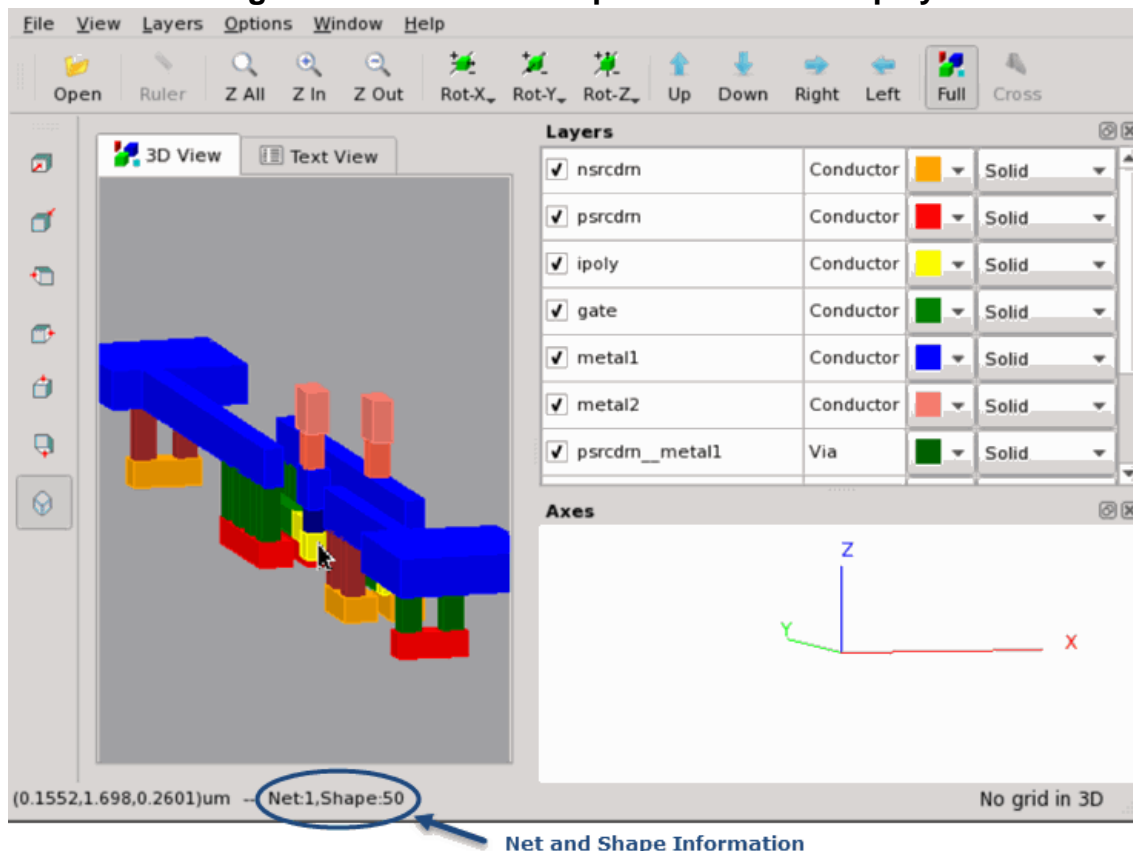 File View Layers Options Window Help
Open Ruler Z All Z In Z Out Rot-X Rot-Y Rot-Z Up Down Right Left Full Cross
3D View Text View
Layers
nsrcdrn Conductor Solid
psrcdrn Conductor Solid
ipoly Conductor Solid
gate Conductor Solid
metal1 Conductor Solid
metal2 Conductor Solid
psrcdrn__metal1 Via Solid
Axes
Z
Y
X
(0.1552,1.698,0.2601)um -- Net:1,Shape:50 No grid in 3D
Net and Shape Information